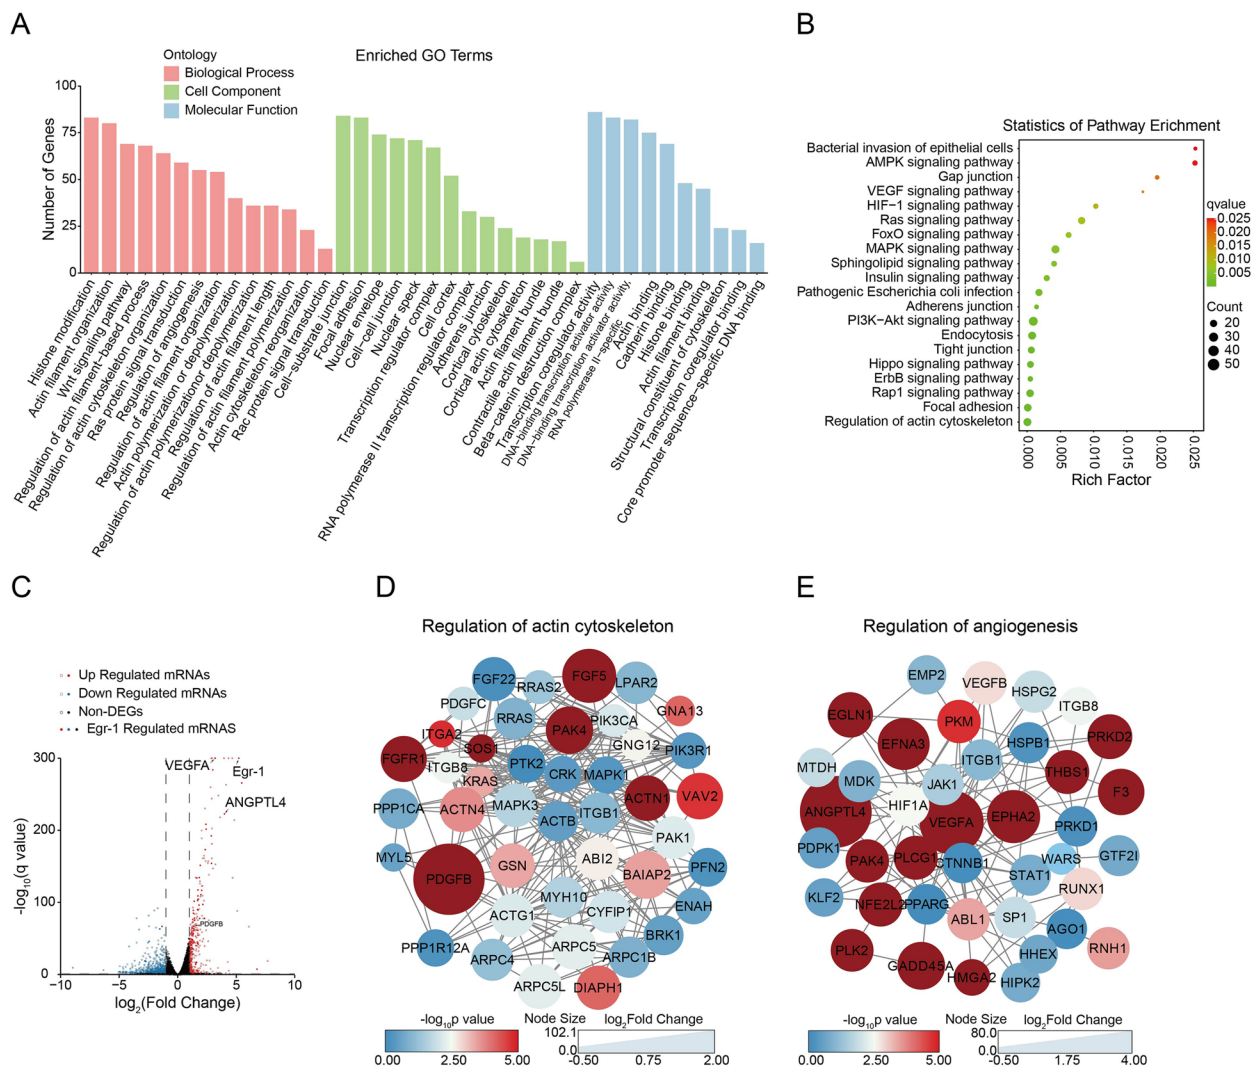 A
Enriched GO Terms
Ontology
Biological Process
Cell Component
Molecular Function
Number of Genes
100
75
50
25
0
Histone modification
Actin filament organization
Wnt signaling pathway
Regulation of actin filament−based process
Regulation of actin cytoskeleton organization
Ras protein signal transduction
Regulation of angiogenesis
Regulation of actin filament organization
Actin polymerization or depolymerization
Regulation of actin polymerizationor depolymerization
Regulation of actin filament length
Regulation of actin filament polymerization
Actin cytoskeleton reorganization
Rac protein signal transduction
Cell−substrate junction
Focal adhesion
Nuclear envelope
Cell−cell junction
Nuclear speck
Transcription regulator complex
Cell cortex
RNA polymerase II transcription regulator complex
Adherens junction
Cortical cytoskeleton
Cortical actin cytoskeleton
Actin filament bundle
Contractile actin filament bundle
Beta−catenin destruction complex
Transcription coregulator activity
DNA−binding transcription activator activity
DNA−binding transcription activator activity,
RNA polymerase II−specific
Actin binding
Cadherin binding
Histone binding
Actin filament binding
Structural constituent of cytoskeleton
Transcription coregulator binding
Core promoter sequence−specific DNA binding
B
Statistics of Pathway Erichment
Bacterial invasion of epithelial cells
AMPK signaling pathway
Gap junction
VEGF signaling pathway
HIF−1 signaling pathway
Ras signaling pathway
FoxO signaling pathway
MAPK signaling pathway
Sphingolipid signaling pathway
Insulin signaling pathway
Pathogenic Escherichia coli infection
Adherens junction
PI3K−Akt signaling pathway
Endocytosis
Tight junction
Hippo signaling pathway
ErbB signaling pathway
Rap1 signaling pathway
Focal adhesion
Regulation of actin cytoskeleton
0.000
0.005
0.010
0.015
0.020
0.025
Rich Factor
qvalue
0.025
0.020
0.015
0.010
0.005
Count
20
30
40
50
C
Up Regulated mRNAs
Down Regulated mRNAs
Non-DEGs
Egr-1 Regulated mRNAS
-log10(q value)
300
200
100
0
VEGFA
Egr-1
ANGPTL4
PDGFB
−10
−5
0
5
10
log2(Fold Change)
D
Regulation of actin cytoskeleton
FGF22
RRAS2
FGF5
LPAR2
PDGFC
RRAS
PIK3CA
GNA13
ITGA2
PAK4
GNG12
PIK3R1
SOS1
FGFR1
ITGB8
PTK2
CRK
MAPK1
KRAS
ACTN1
VAV2
PPP1CA
ACTN4
MAPK3
ACTB
ITGB1
PAK1
MYL5
GSN
ABI2
PFN2
PDGFB
BAIAP2
MYH10
ACTG1
CYFIP1
ENAH
BRK1
PPP1R12A
ARPC4
ARPC5
ARPC1B
ARPC5L
DIAPH1
-log10p value
Node Size
log2Fold Change
102.1
0.0
0.00
2.50
5.00
-0.50
0.75
2.00
E
Regulation of angiogenesis
EMP2
VEGFB
HSPG2
ITGB8
EGLN1
PKM
PRKD2
EFNA3
HSPB1
ITGB1
MTDH
MDK
JAK1
THBS1
F3
ANGPTL4
HIF1A
VEGFA
EPHA2
PRKD1
PDPK1
PAK4
PLCG1
CTNNB1
WARS
GTF2I
STAT1
RUNX1
KLF2
NFE2L2
PPARG
ABL1
SP1
AGO1
PLK2
GADD45A
HMGA2
HHEX
RNH1
HIPK2
-log10p value
Node Size
log2Fold Change
80.0
0.0
0.00
2.50
5.00
-0.50
1.75
4.00